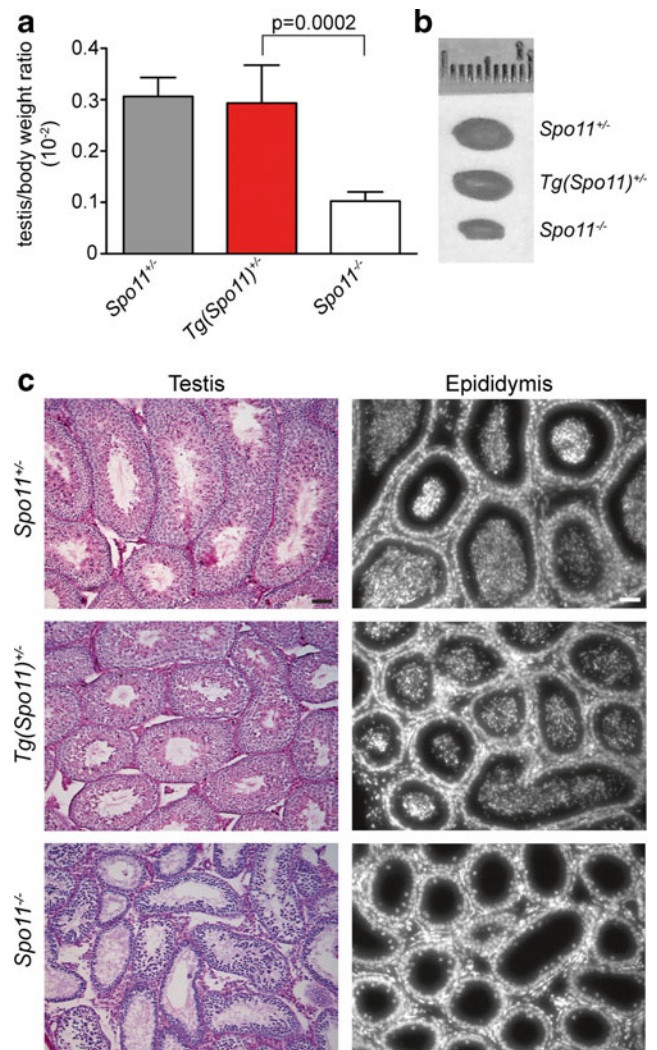 a
p=0.0002
testis/body weight ratio
(10⁻²)
0.4
0.3
0.2
0.1
0
Spo11⁺/⁻
Tg(Spo11)⁺/⁻
Spo11⁻/⁻
b
Spo11⁺/⁻
Tg(Spo11)⁺/⁻
Spo11⁻/⁻
c
Testis
Epididymis
Spo11⁺/⁻
Tg(Spo11)⁺/⁻
Spo11⁻/⁻